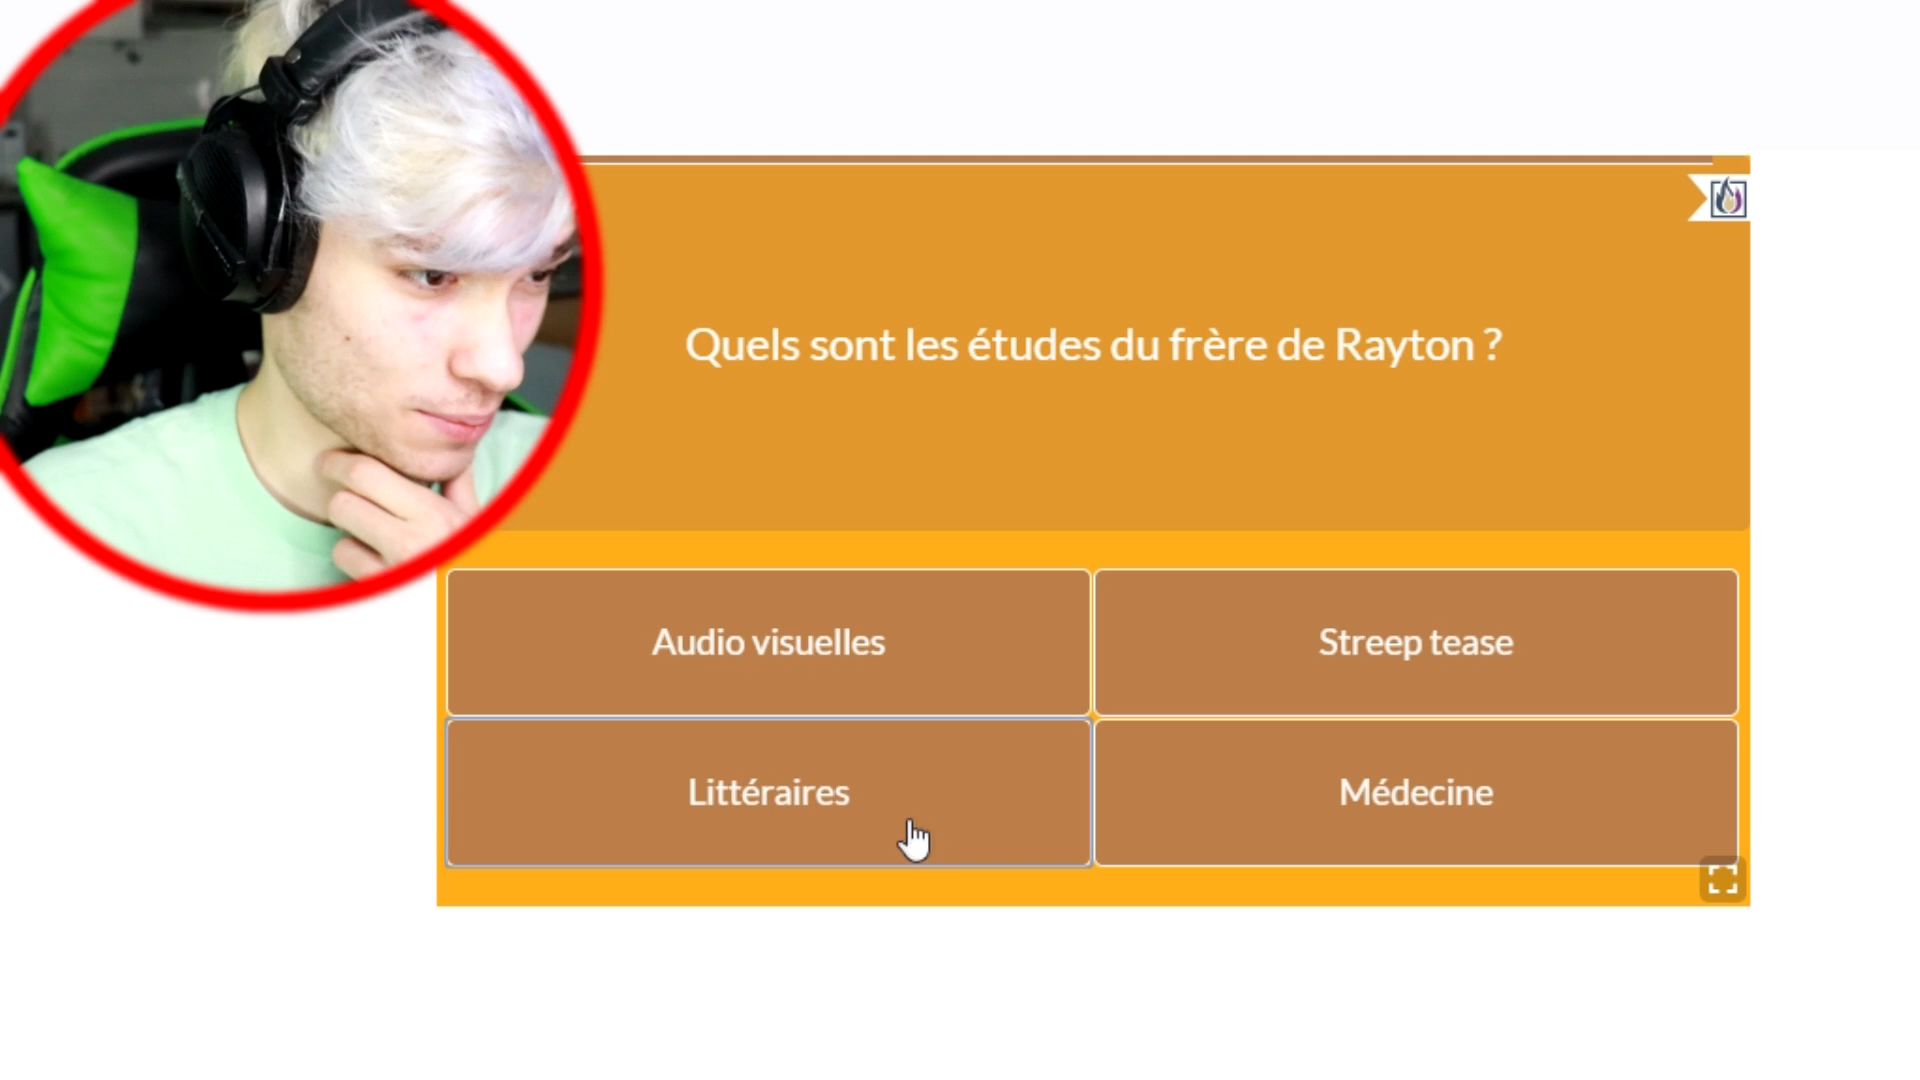 Quels sont les études du frère de Rayton ?
Audio visuelles
Streep tease
Littéraires
Médecine